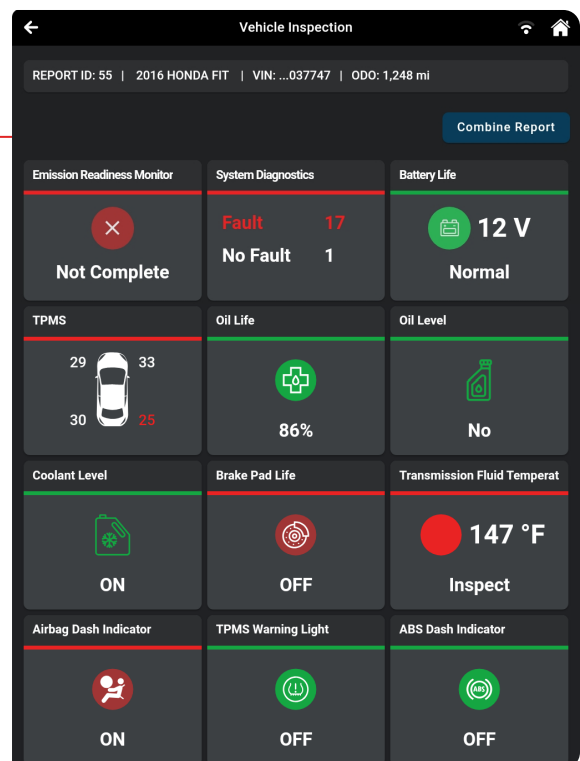 Vehicle Inspection
REPORT ID: 55 | 2016 HONDA FIT | VIN: ...037747 | ODO: 1,248 mi
Combine Report
Emission Readiness Monitor
Not Complete
System Diagnostics
Fault 17
No Fault 1
Battery Life
12 V
Normal
TPMS
29 33
30 25
Oil Life
86%
Oil Level
No
Coolant Level
ON
Brake Pad Life
OFF
Transmission Fluid Temperat
147 °F
Inspect
Airbag Dash Indicator
ON
TPMS Warning Light
OFF
ABS Dash Indicator
ABS
OFF